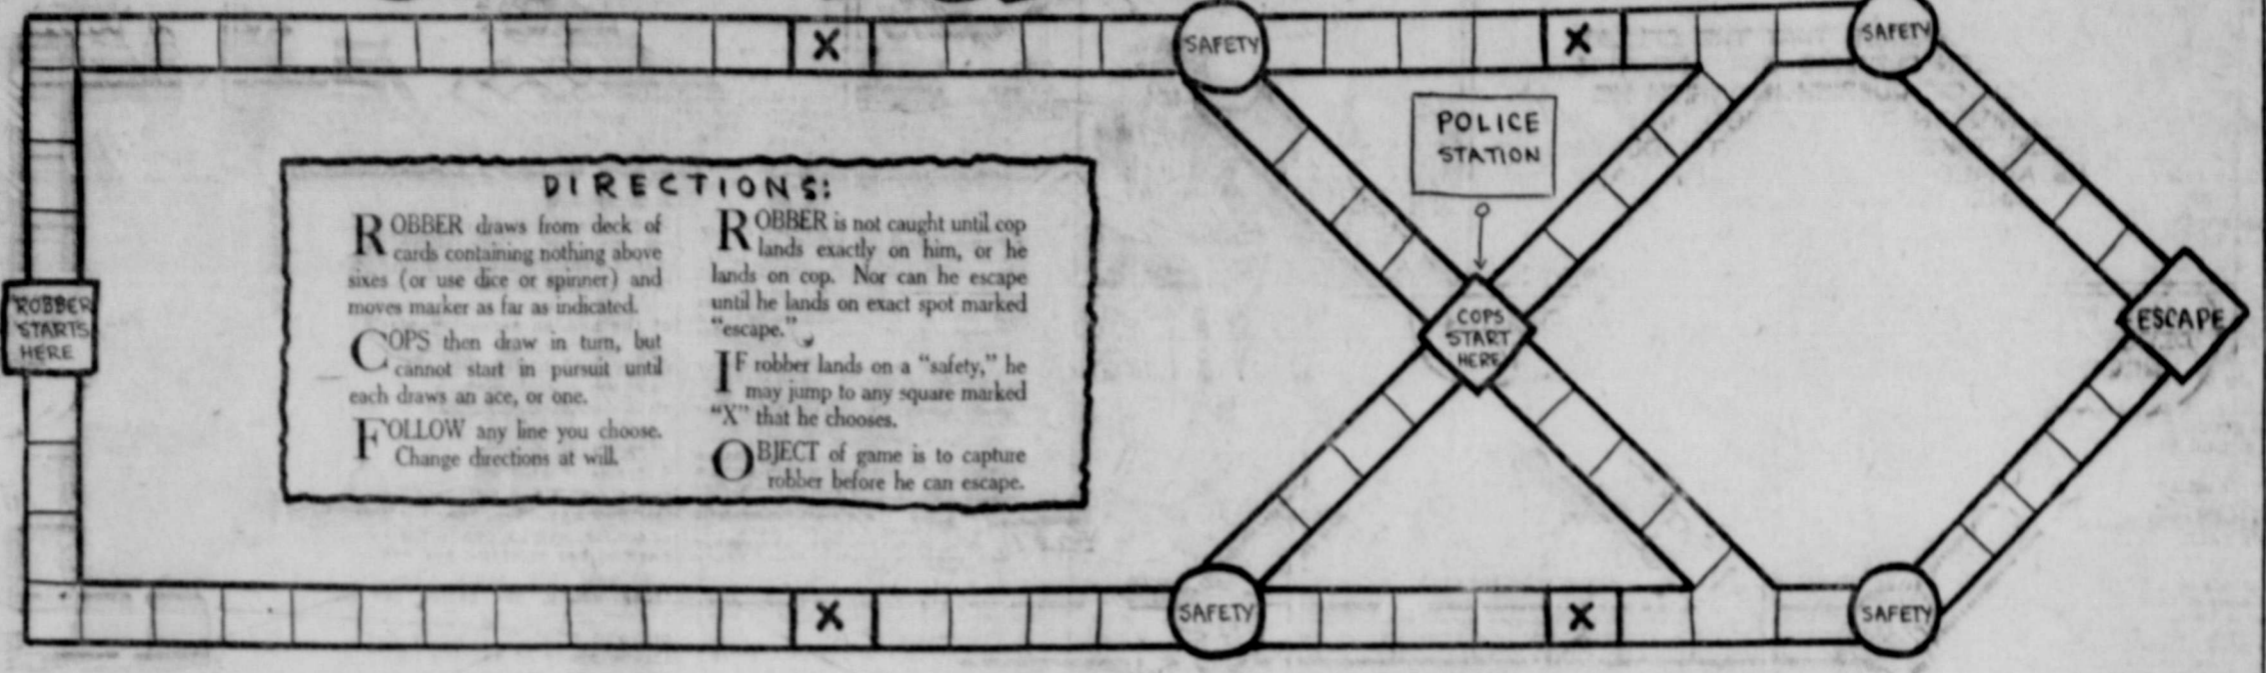 X
SAFETY
X
SAFETY
POLICE
STATION
DIRECTIONS:
ROBBER draws from deck of
cards containing nothing above
sixes (or use dice or spinner) and
moves marker as far as indicated.
COPS then draw in turn, but
cannot start in pursuit until
each draws an ace, or one.
FOLLOW any line you choose.
Change directions at will.
ROBBER is not caught until cop
lands exactly on him, or he
lands on cop. Nor can he escape
until he lands on exact spot marked
"escape."
IF robber lands on a "safety," he
may jump to any square marked
"X" that he chooses.
OBJECT of game is to capture
robber before he can escape.
ROBBER
STARTS
HERE
COPS
START
HERE
ESCAPE
X
SAFETY
X
SAFETY